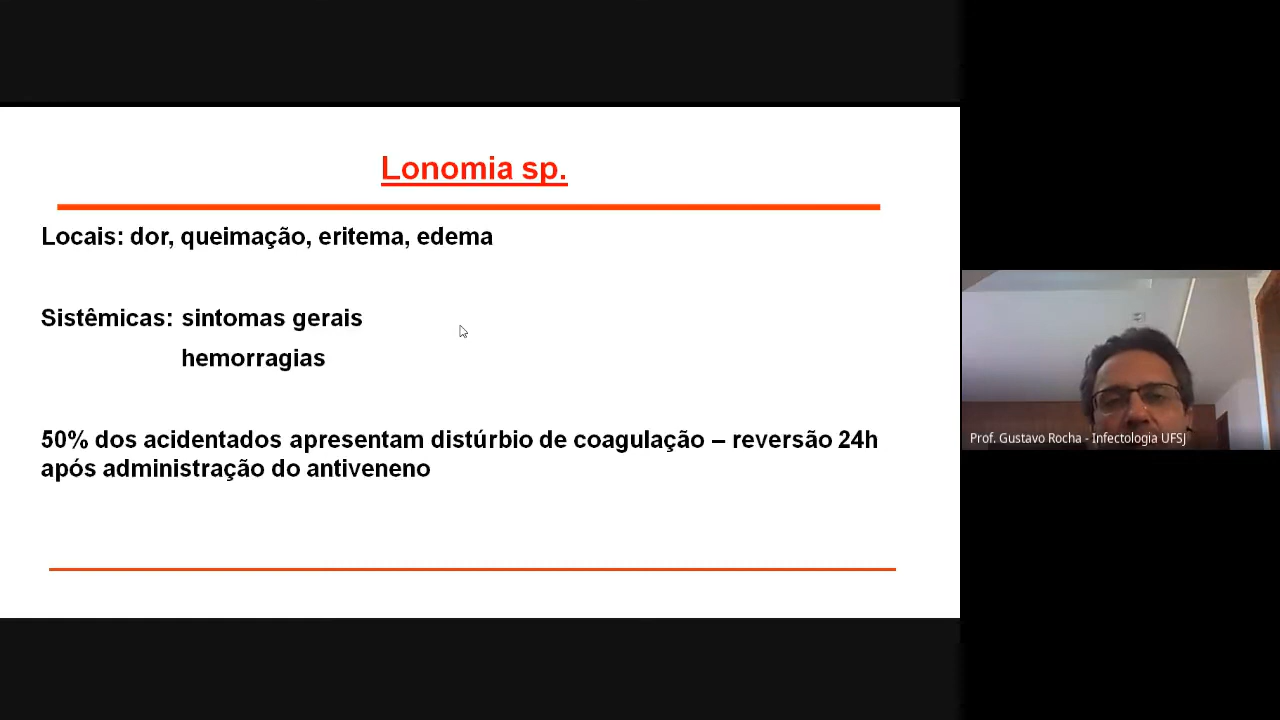 Lonomia sp.
Locais: dor, queimação, eritema, edema
Sistêmicas: sintomas gerais
hemorragias
50% dos acidentados apresentam distúrbio de coagulação – reversão 24h
após administração do antiveneno
Prof. Gustavo Rocha - Infectologia UFSJ